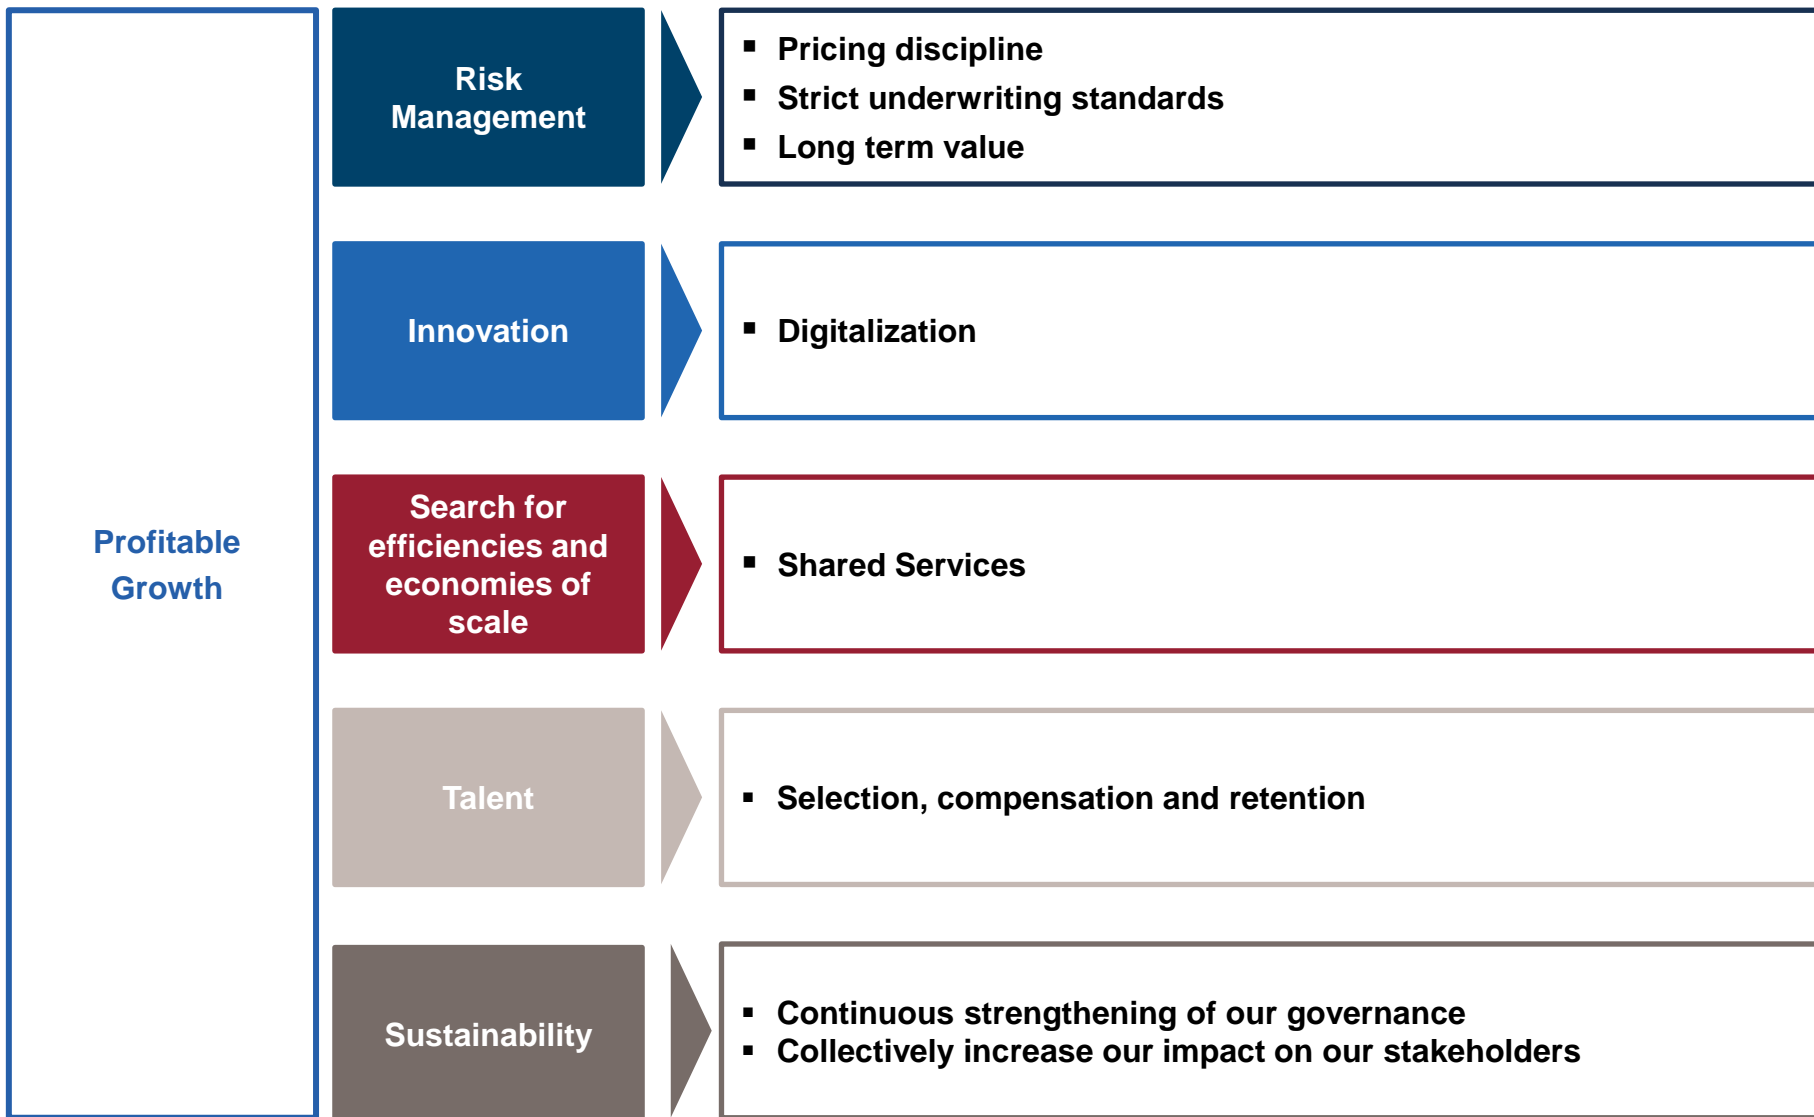 Profitable
Growth
Risk
Management
▪ Pricing discipline
▪ Strict underwriting standards
▪ Long term value
Innovation
▪ Digitalization
Search for
efficiencies and
economies of
scale
▪ Shared Services
Talent
▪ Selection, compensation and retention
Sustainability
▪ Continuous strengthening of our governance
▪ Collectively increase our impact on our stakeholders